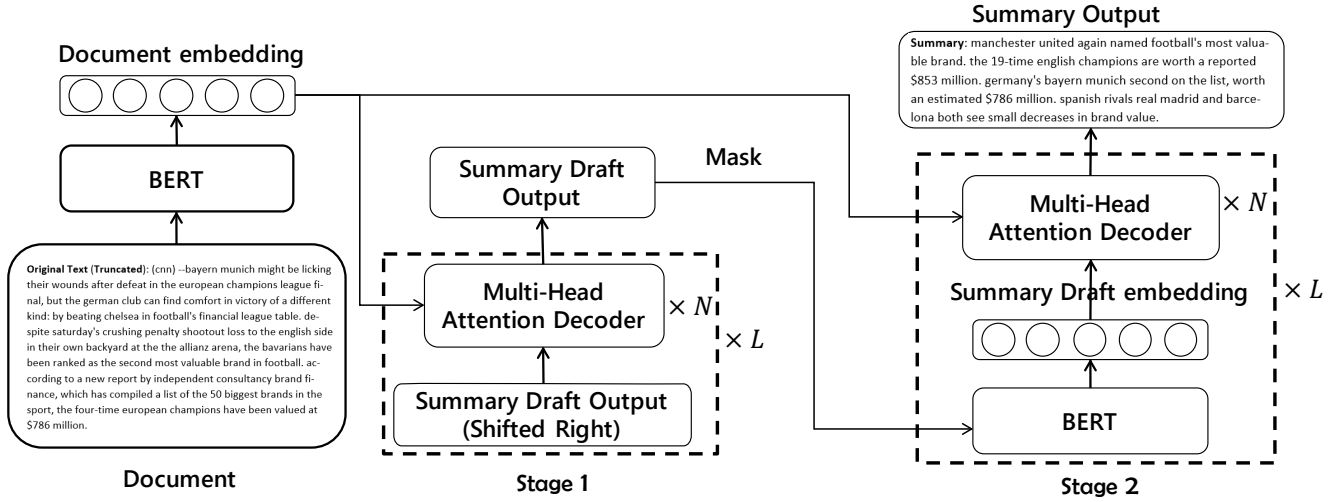 Document embedding
BERT
Original Text (Truncated): (cnn) --bayern munich might be licking
their wounds after defeat in the european champions league fi-
nal, but the german club can find comfort in victory of a different
kind: by beating chelsea in football's financial league table. de-
spite saturday's crushing penalty shootout loss to the english side
in their own backyard at the the allianz arena, the bavarians have
been ranked as the second most valuable brand in football. ac-
cording to a new report by independent consultancy brand fi-
nance, which has compiled a list of the 50 biggest brands in the
sport, the four-time european champions have been valued at
$786 million.
Document
Summary Draft
Output
Mask
Multi-Head
Attention Decoder
× N
× L
Summary Draft Output
(Shifted Right)
Stage 1
Summary Output
Summary: manchester united again named football's most valua-
ble brand. the 19-time english champions are worth a reported
$853 million. germany's bayern munich second on the list, worth
an estimated $786 million. spanish rivals real madrid and barce-
lona both see small decreases in brand value.
Multi-Head
Attention Decoder
× N
Summary Draft embedding
× L
BERT
Stage 2